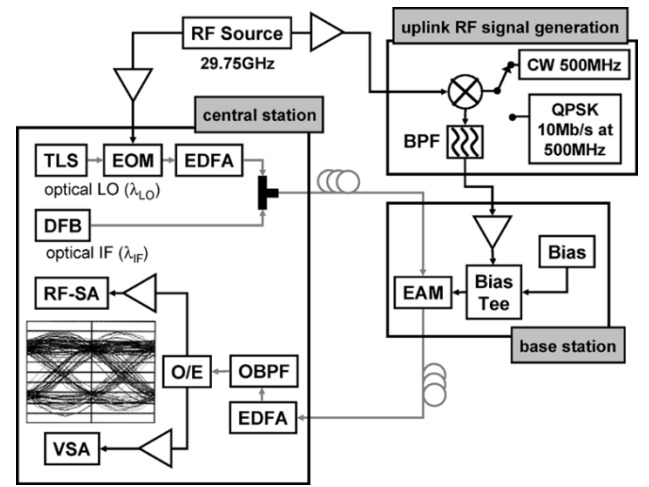 RF Source
29.75GHz
uplink RF signal generation
CW 500MHz
QPSK
10Mb/s at
500MHz
BPF
central station
TLS
EOM
EDFA
optical LO (λLO)
DFB
optical IF (λIF)
Bias
EAM
Bias
Tee
base station
RF-SA
O/E
OBPF
EDFA
VSA